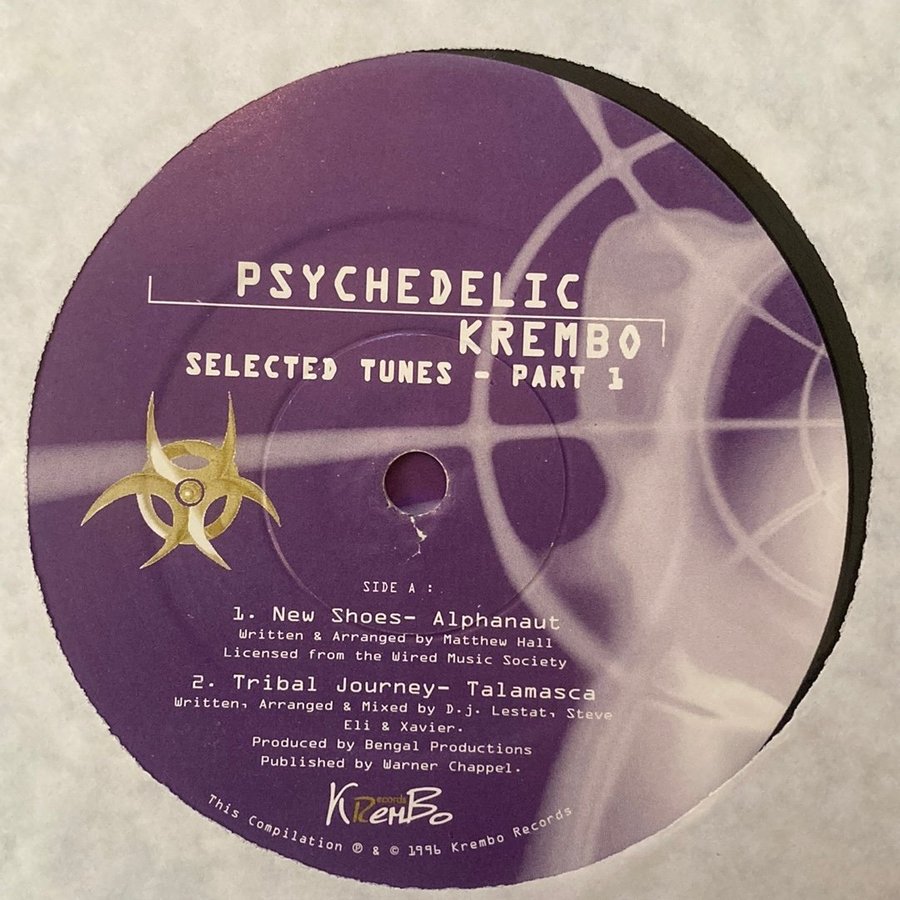 PSYCHEDELIC
KREMBO
SELECTED TUNES - PART 1
SIDE A :
1. New Shoes- Alphanaut
Written & Arranged by Matthew Hall
Licensed from the Wired Music Society
2. Tribal Journey- Talamasca
Written, Arranged & Mixed by D.j. Lestat, Steve
Eli & Xavier.
Produced by Bengal Productions
Published by Warner Chappel.
KRemBo records
This Compilation ℗ & © 1996 Krembo Records